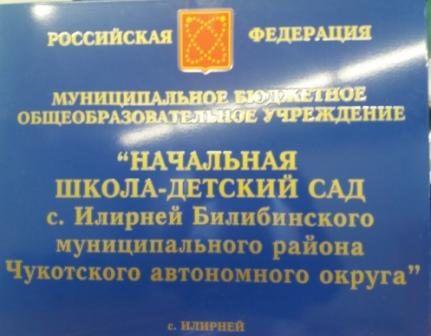 РОССИЙСКАЯ ФЕДЕРАЦИЯ
МУНИЦИПАЛЬНОЕ БЮДЖЕТНОЕ
ОБЩЕОБРАЗОВАТЕЛЬНОЕ УЧРЕЖДЕНИЕ
“НАЧАЛЬНАЯ
ШКОЛА-ДЕТСКИЙ САД
с. Илирней Билибинского
муниципального района
Чукотского автономного округа”
с. ИЛИРНЕЙ